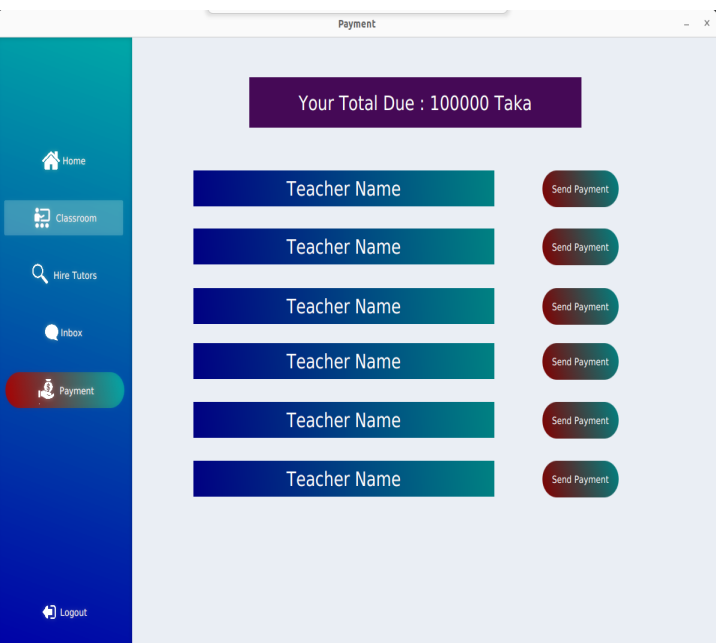 Payment
Your Total Due : 100000 Taka
Home
Classroom
Hire Tutors
Inbox
Payment
Logout
Teacher Name
Send Payment
Teacher Name
Send Payment
Teacher Name
Send Payment
Teacher Name
Send Payment
Teacher Name
Send Payment
Teacher Name
Send Payment